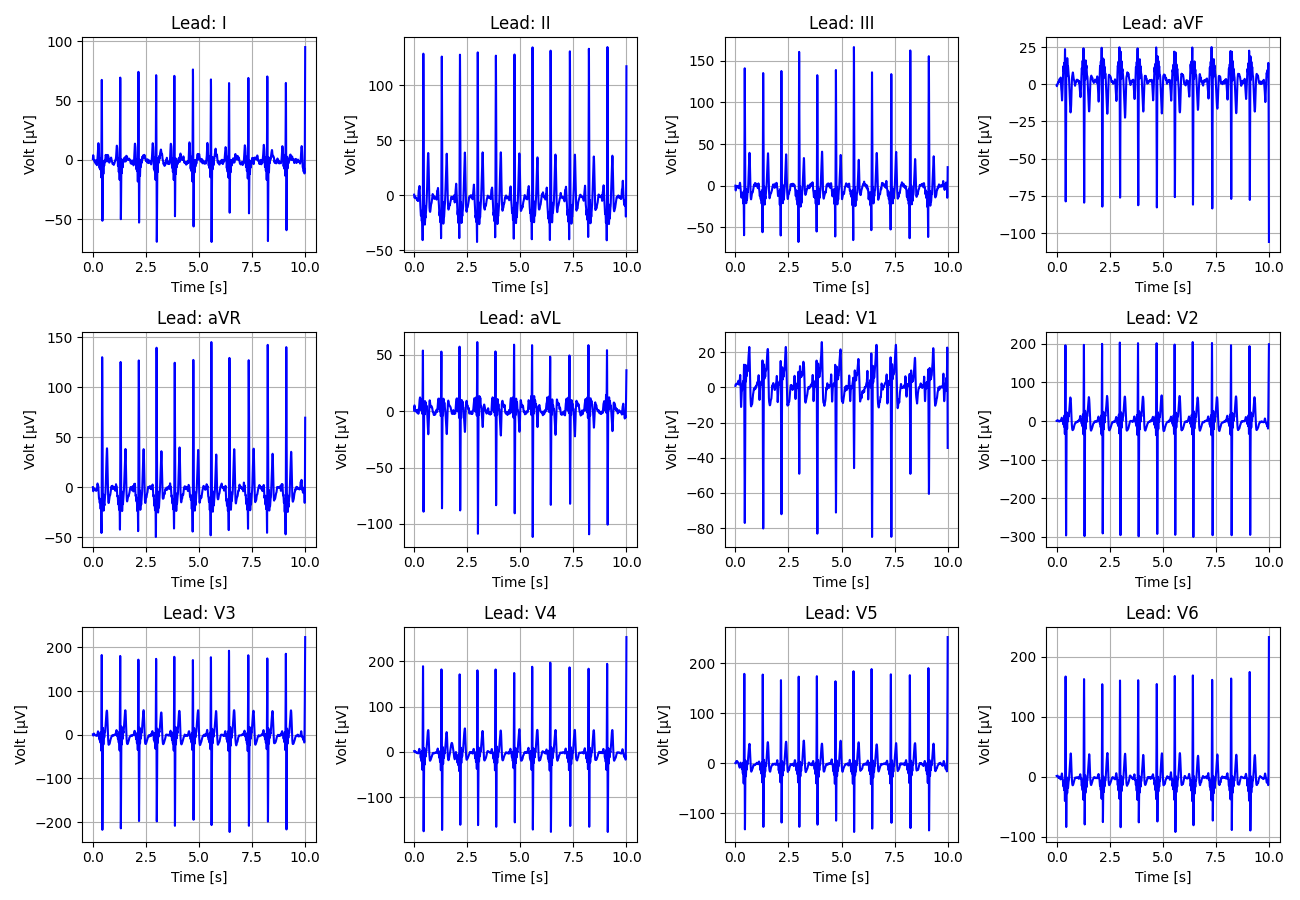 Lead: I
Volt [µV]
100
50
0
−50
0.0 2.5 5.0 7.5 10.0
Time [s]
Lead: II
Volt [µV]
100
50
0
−50
0.0 2.5 5.0 7.5 10.0
Time [s]
Lead: III
Volt [µV]
150
100
50
0
−50
0.0 2.5 5.0 7.5 10.0
Time [s]
Lead: aVF
Volt [µV]
25
0
−25
−50
−75
−100
0.0 2.5 5.0 7.5 10.0
Time [s]
Lead: aVR
Volt [µV]
150
100
50
0
−50
0.0 2.5 5.0 7.5 10.0
Time [s]
Lead: aVL
Volt [µV]
50
0
−50
−100
0.0 2.5 5.0 7.5 10.0
Time [s]
Lead: V1
Volt [µV]
20
0
−20
−40
−60
−80
0.0 2.5 5.0 7.5 10.0
Time [s]
Lead: V2
Volt [µV]
200
100
0
−100
−200
−300
0.0 2.5 5.0 7.5 10.0
Time [s]
Lead: V3
Volt [µV]
200
100
0
−100
−200
0.0 2.5 5.0 7.5 10.0
Time [s]
Lead: V4
Volt [µV]
200
100
0
−100
0.0 2.5 5.0 7.5 10.0
Time [s]
Lead: V5
Volt [µV]
200
100
0
−100
0.0 2.5 5.0 7.5 10.0
Time [s]
Lead: V6
Volt [µV]
200
100
0
−100
0.0 2.5 5.0 7.5 10.0
Time [s]